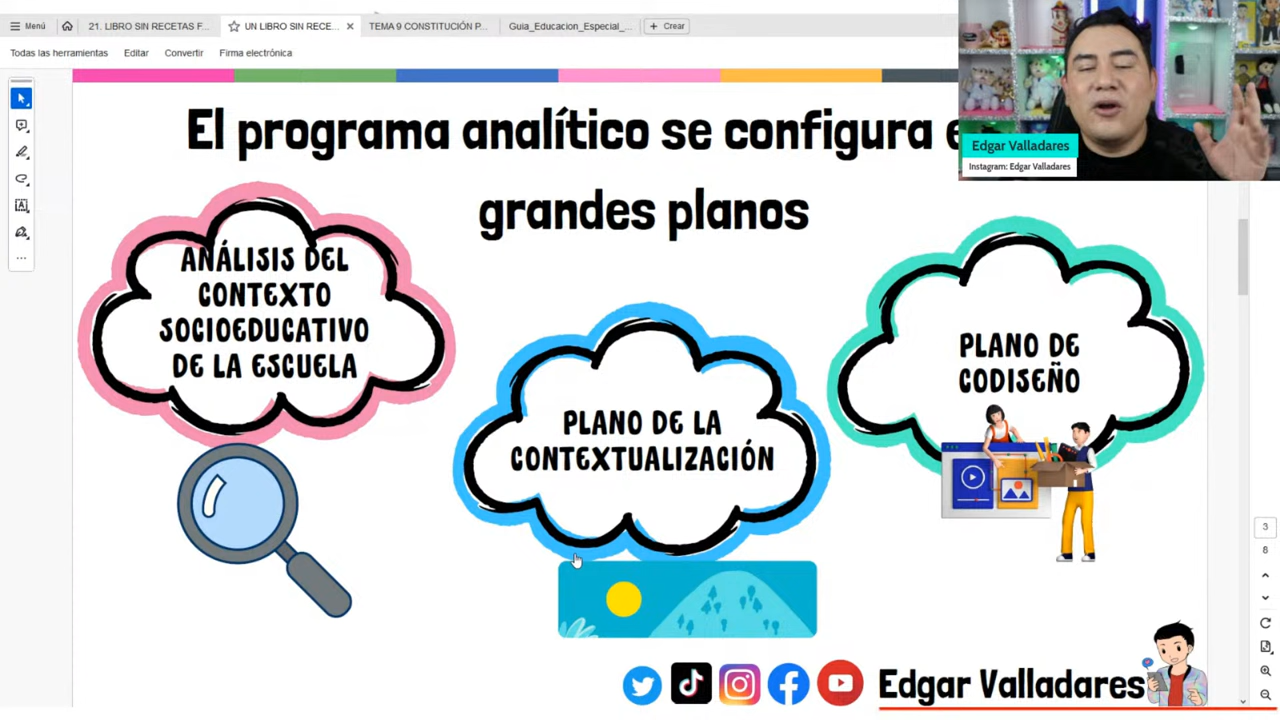 Menú
21. LIBRO SIN RECETAS F...
UN LIBRO SIN RECE...
TEMA 9 CONSTITUCIÓN P...
Guia_Educacion_Especial_...
Crear
Todas las herramientas
Editar
Convertir
Firma electrónica
El programa analítico se configura
grandes planos
Edgar Valladares
Instagram: Edgar Valladares
ANÁLISIS DEL
CONTEXTO
SOCIOEDUCATIVO
DE LA ESCUELA
PLANO DE LA
CONTEXTUALIZACIÓN
PLANO DE
CODISEÑO
3
8
Edgar Valladares